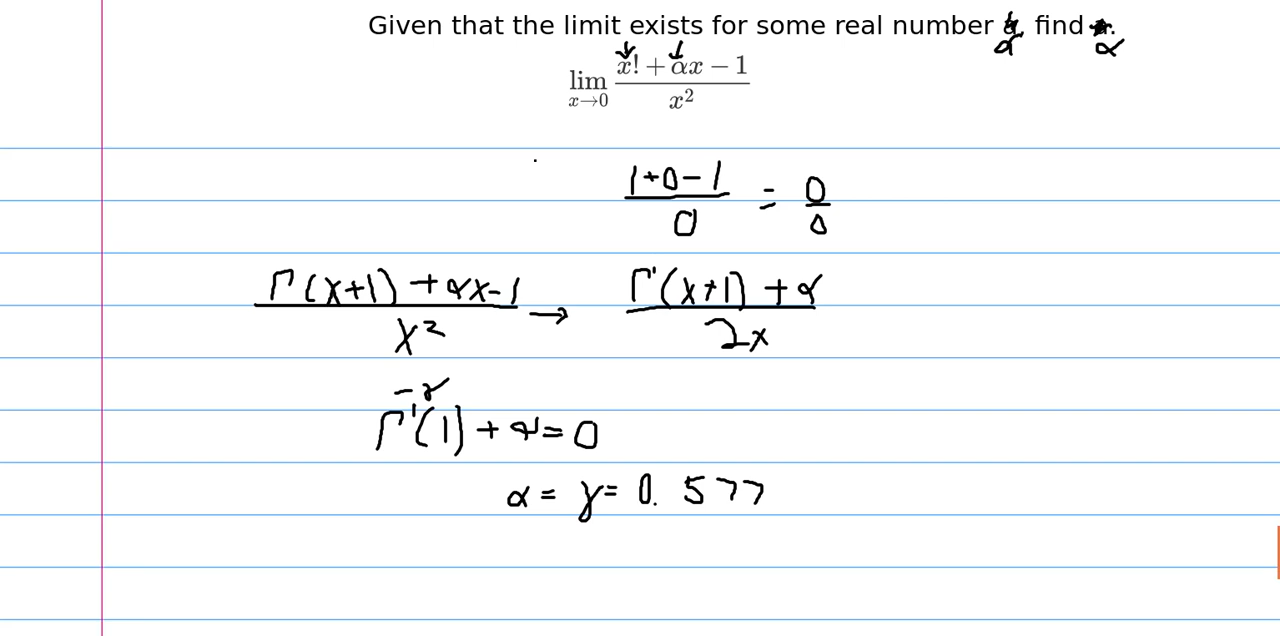 Given that the limit exists for some real number α, find α.
lim x→0 (x! + αx − 1) / x²
(1+0−1) / 0 = 0/0
(Γ(x+1) + αx−1) / x² → (Γ'(x+1) + α) / 2x
−γ
Γ'(1) + α = 0
α = γ = 0.577